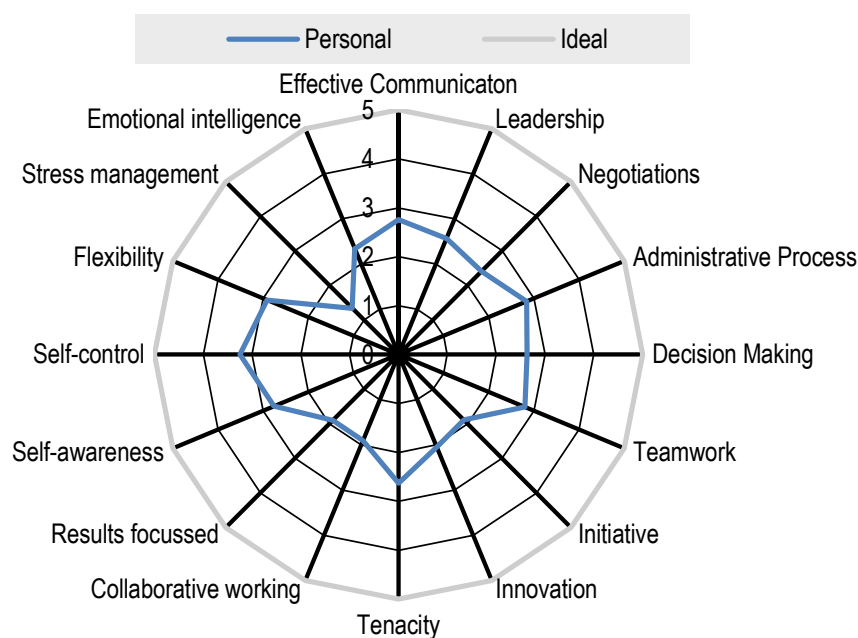 Personal Ideal
Effective Communicaton
Leadership
Negotiations
Administrative Process
Decision Making
Teamwork
Initiative
Innovation
Tenacity
Collaborative working
Results focussed
Self-awareness
Self-control
Flexibility
Stress management
Emotional intelligence
5
4
3
2
1
0